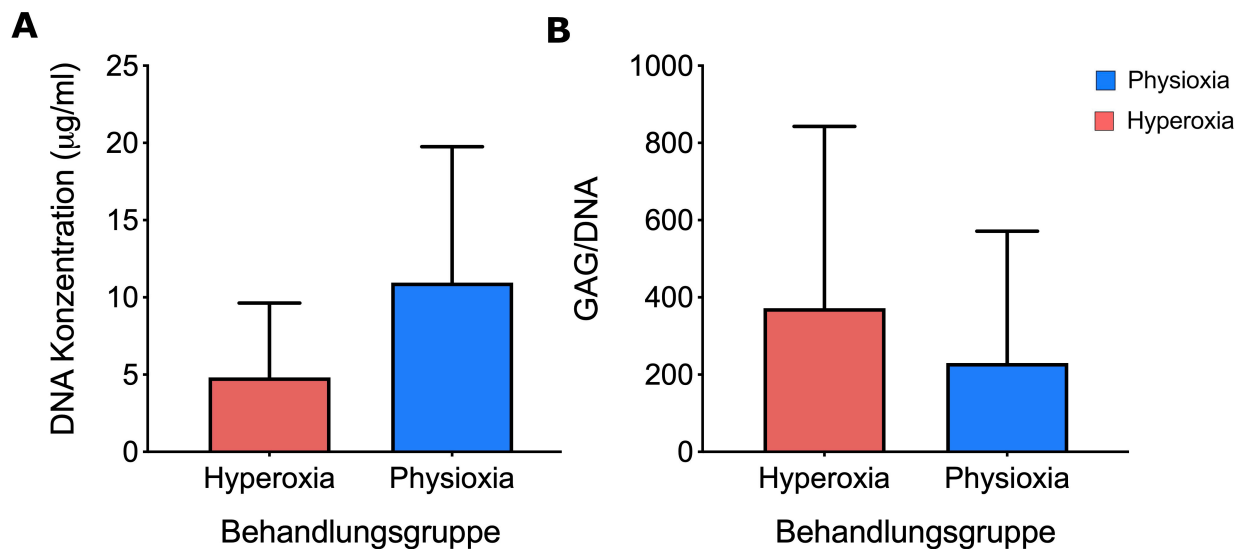 A
DNA Konzentration (µg/ml)
25
20
15
10
5
0
Hyperoxia Physioxia
Behandlungsgruppe
B
GAG/DNA
1000
800
600
400
200
0
Hyperoxia Physioxia
Behandlungsgruppe
Physioxia
Hyperoxia